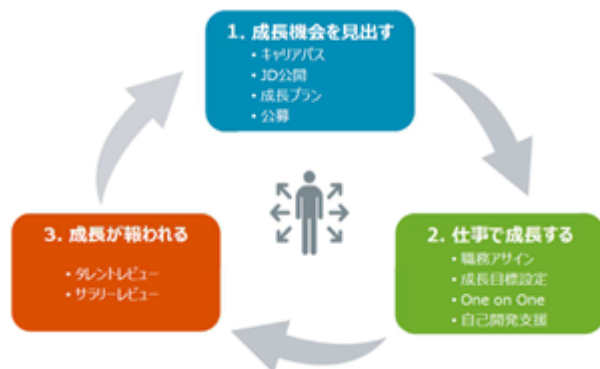 1. 成長機会を見出す
• キャリアパス
• JD公開
• 成長プラン
• 公募
2. 仕事で成長する
• 職務アサイン
• 成長目標設定
• One on One
• 自己開発支援
3. 成長が報われる
• タレントレビュー
• サラリーレビュー